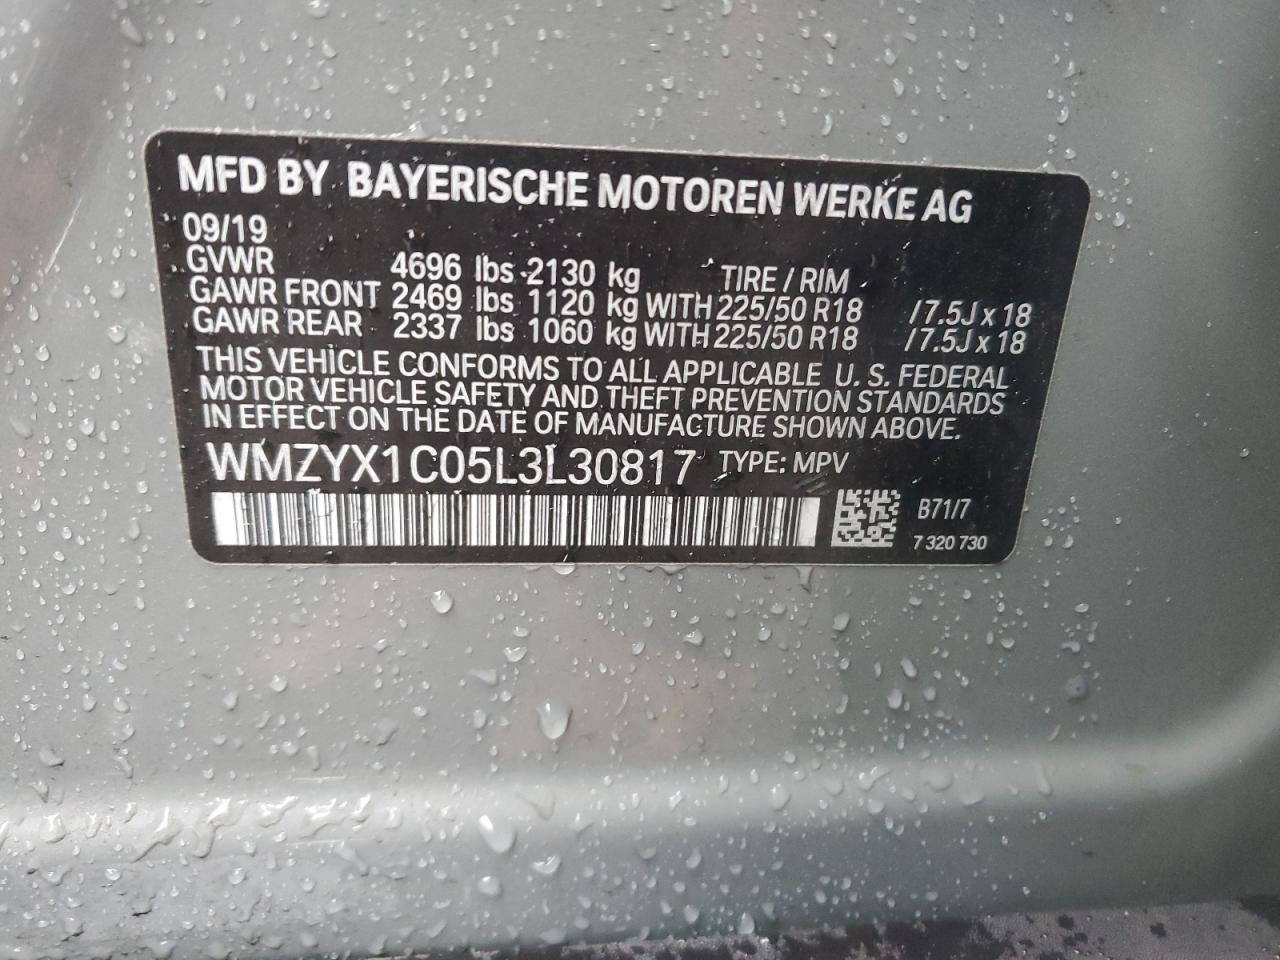 MFD BY BAYERISCHE MOTOREN WERKE AG
09/19
GVWR 4696 lbs 2130 kg TIRE / RIM
GAWR FRONT 2469 lbs 1120 kg WITH 225/50 R18 /7.5J x 18
GAWR REAR 2337 lbs 1060 kg WITH 225/50 R18 /7.5J x 18
THIS VEHICLE CONFORMS TO ALL APPLICABLE U. S. FEDERAL
MOTOR VEHICLE SAFETY AND THEFT PREVENTION STANDARDS
IN EFFECT ON THE DATE OF MANUFACTURE SHOWN ABOVE.
WMZYX1C05L3L30817 TYPE: MPV
B71/7
7 320 730